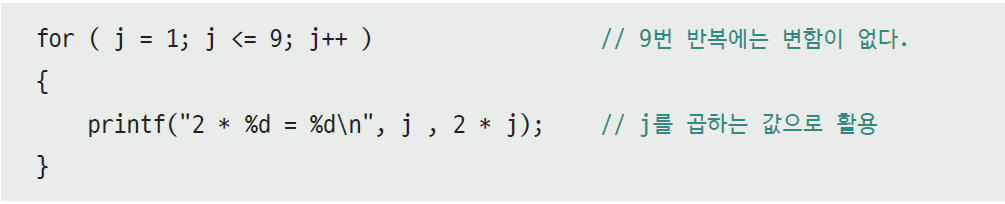 for ( j = 1; j <= 9; j++ ) // 9번 반복에는 변함이 없다.
{
printf("2 * %d = %d\n", j , 2 * j); // j를 곱하는 값으로 활용
}